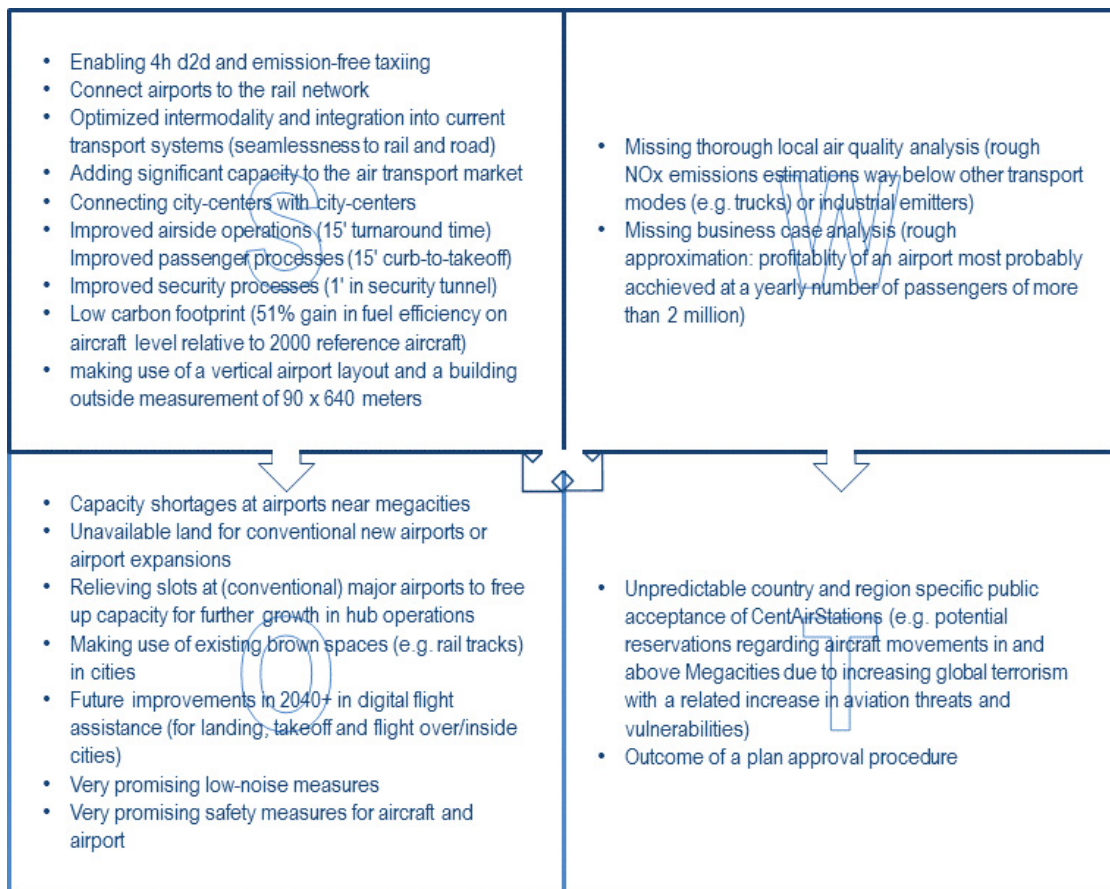 • Enabling 4h d2d and emission-free taxiing
• Connect airports to the rail network
• Optimized intermodality and integration into current
transport systems (seamlessness to rail and road)
• Adding significant capacity to the air transport market
• Connecting city-centers with city-centers
• Improved airside operations (15' turnaround time)
Improved passenger processes (15' curb-to-takeoff)
• Improved security processes (1' in security tunnel)
• Low carbon footprint (51% gain in fuel efficiency on
aircraft level relative to 2000 reference aircraft)
• making use of a vertical airport layout and a building
outside measurement of 90 x 640 meters
S
• Missing thorough local air quality analysis (rough
NOx emissions estimations way below other transport
modes (e.g. trucks) or industrial emitters)
• Missing business case analysis (rough
approximation: profitablity of an airport most probably
acchieved at a yearly number of passengers of more
than 2 million)
W
• Capacity shortages at airports near megacities
• Unavailable land for conventional new airports or
airport expansions
• Relieving slots at (conventional) major airports to free
up capacity for further growth in hub operations
• Making use of existing brown spaces (e.g. rail tracks)
in cities
• Future improvements in 2040+ in digital flight
assistance (for landing, takeoff and flight over/inside
cities)
• Very promising low-noise measures
• Very promising safety measures for aircraft and
airport
O
• Unpredictable country and region specific public
acceptance of CentAirStations (e.g. potential
reservations regarding aircraft movements in and
above Megacities due to increasing global terrorism
with a related increase in aviation threats and
vulnerabilities)
• Outcome of a plan approval procedure
T